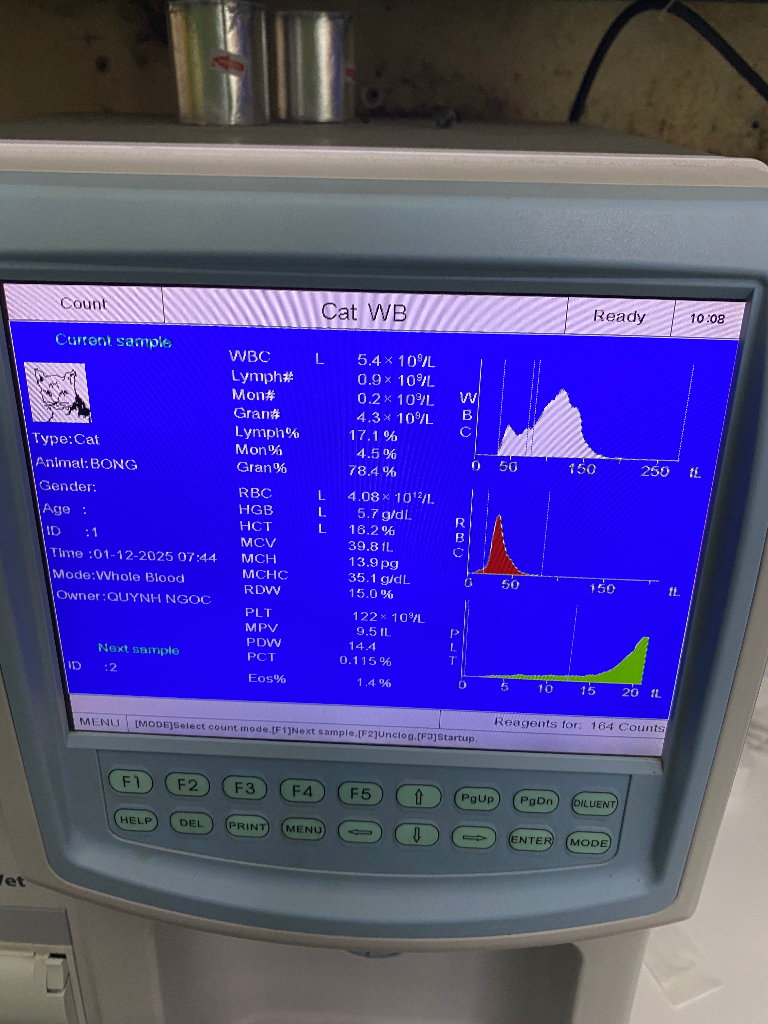 Count Cat WB Ready 10:08
Current sample
Type:Cat
Animal:BONG
Gender:
Age :
ID :1
Time :01-12-2025 07:44
Mode:Whole Blood
Owner:QUYNH NGOC
Next sample
ID :2
WBC L 5.4 × 10⁹/L
Lymph# 0.9 × 10⁹/L
Mon# 0.2 × 10⁹/L
Gran# 4.3 × 10⁹/L
Lymph% 17.1 %
Mon% 4.5 %
Gran% 78.4 %
RBC L 4.08 × 10¹²/L
HGB L 5.7 g/dL
HCT L 16.2 %
MCV 39.8 fL
MCH 13.9 pg
MCHC 35.1 g/dL
RDW 15.0 %
PLT 122 × 10⁹/L
MPV 9.5 fL
PDW 14.4
PCT 0.115 %
Eos% 1.4 %
WBC
0 50 150 250 fL
RBC
0 50 150 fL
PLT
0 5 10 15 20 fL
Reagents for: 164 Counts
MENU [MODE]Select count mode,[F1]Next sample,[F2]Unclog,[F3]Startup.
F1 F2 F3 F4 F5 ⇧ PgUp PgDn DILUENT
HELP DEL PRINT MENU ⇦ ⇩ ⇨ ENTER MODE